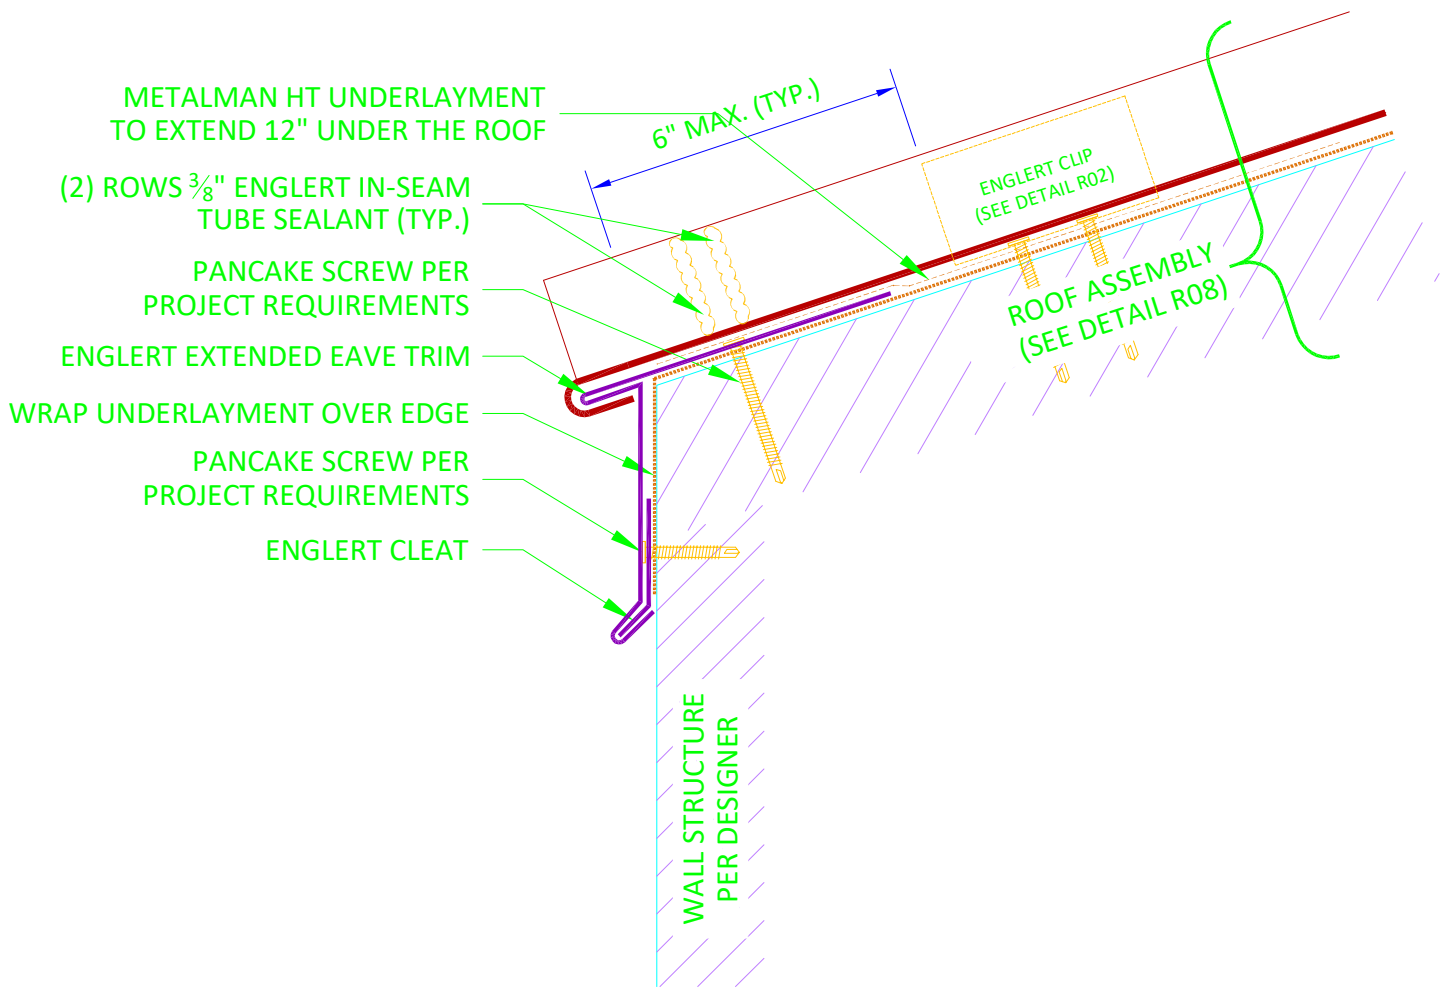 METALMAN HT UNDERLAYMENT
TO EXTEND 12" UNDER THE ROOF
6" MAX. (TYP.)
ENGLERT CLIP
(SEE DETAIL R02)
(2) ROWS ⅜" ENGLERT IN-SEAM
TUBE SEALANT (TYP.)
PANCAKE SCREW PER
PROJECT REQUIREMENTS
ROOF ASSEMBLY
(SEE DETAIL R08)
ENGLERT EXTENDED EAVE TRIM
WRAP UNDERLAYMENT OVER EDGE
PANCAKE SCREW PER
PROJECT REQUIREMENTS
ENGLERT CLEAT
WALL STRUCTURE
PER DESIGNER